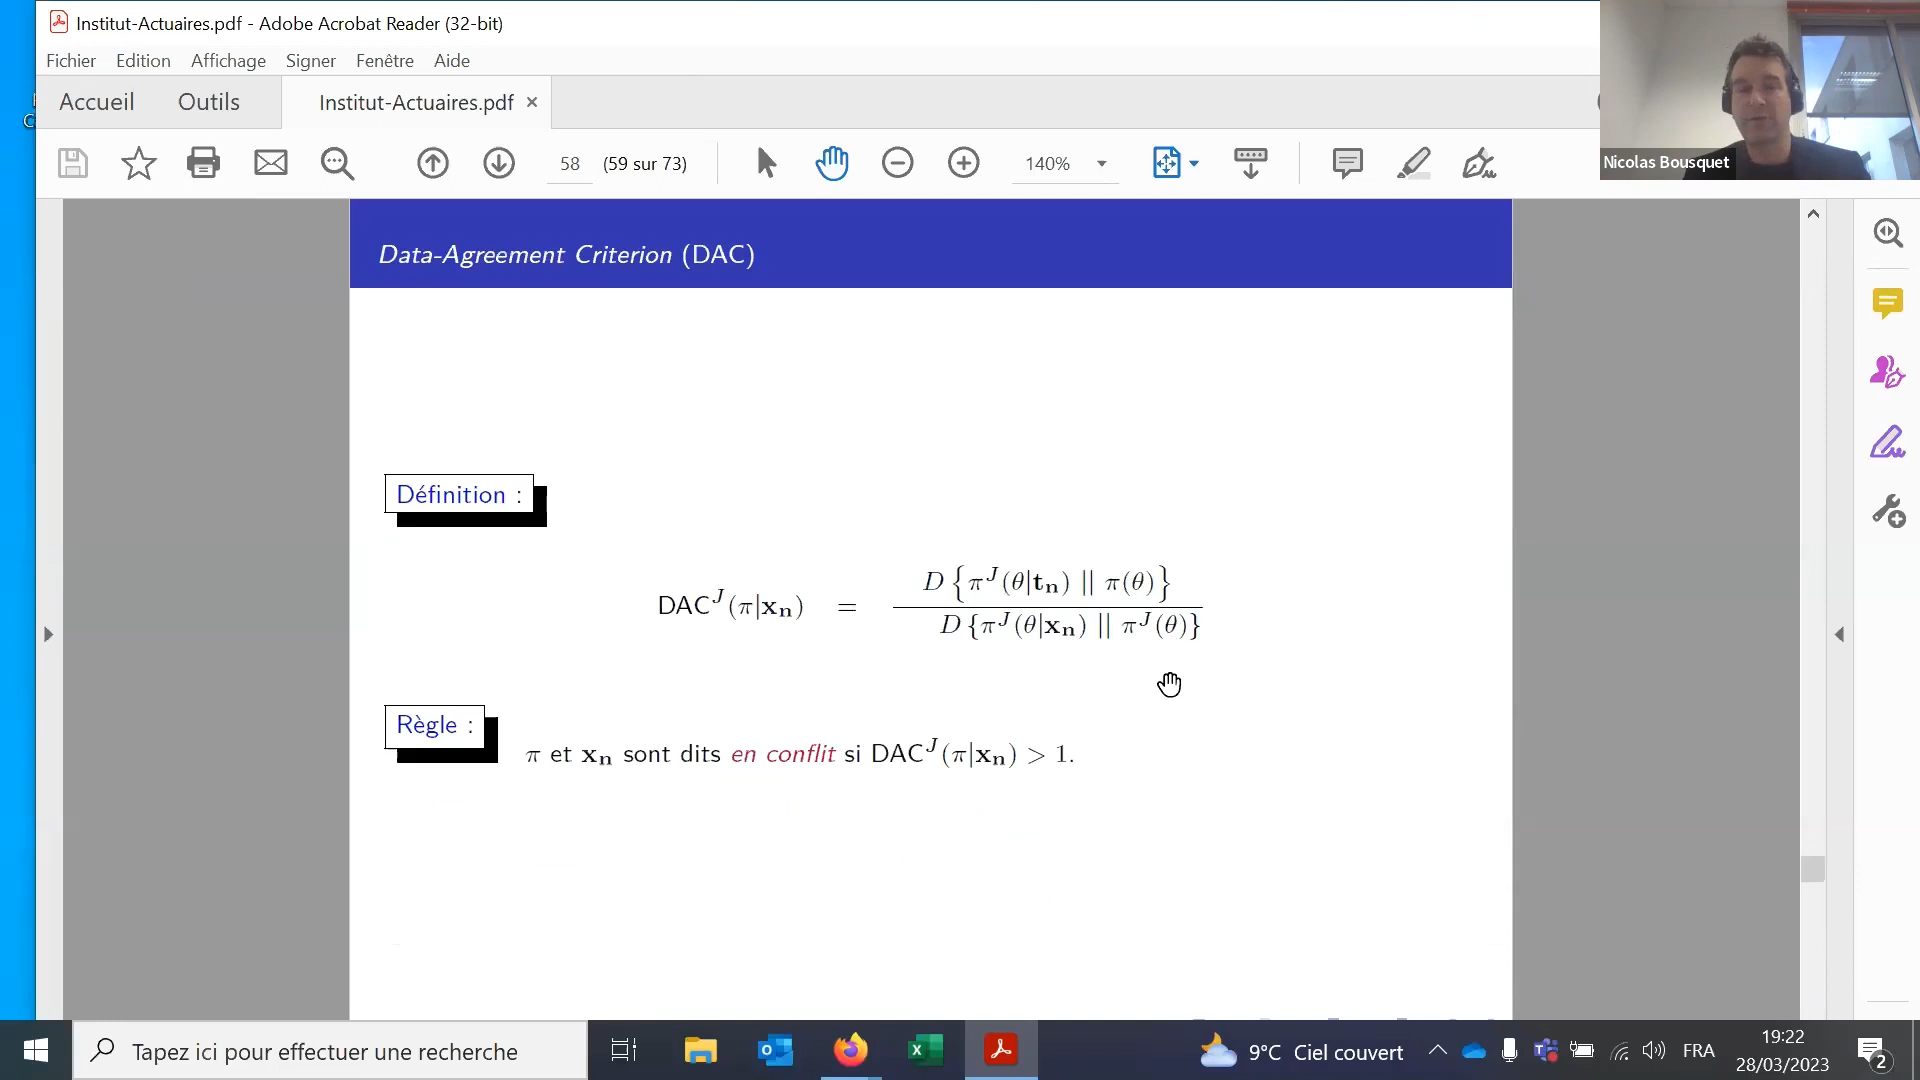 Institut-Actuaires.pdf - Adobe Acrobat Reader (32-bit)
Fichier Edition Affichage Signer Fenêtre Aide
Accueil Outils Institut-Actuaires.pdf ×
58 (59 sur 73) 140%
Nicolas Bousquet
Data-Agreement Criterion (DAC)
Définition :
DAC^J(π|x_n) = D {π^J(θ|t_n) || π(θ)} / D {π^J(θ|x_n) || π^J(θ)}
Règle :
π et x_n sont dits en conflit si DAC^J(π|x_n) > 1.
Tapez ici pour effectuer une recherche
9°C Ciel couvert
FRA
19:22
28/03/2023
2